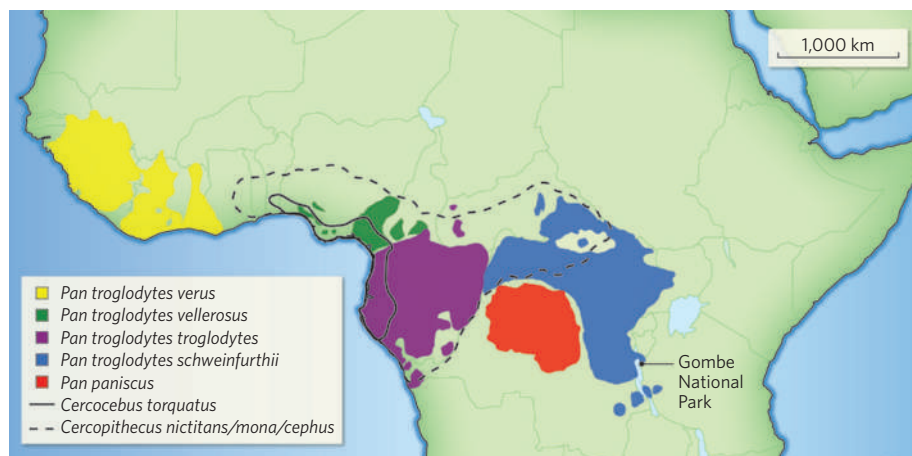 1,000 km
Pan troglodytes verus
Pan troglodytes vellerosus
Pan troglodytes troglodytes
Pan troglodytes schweinfurthii
Pan paniscus
Cercocebus torquatus
Cercopithecus nictitans/mona/cephus
Gombe
National
Park